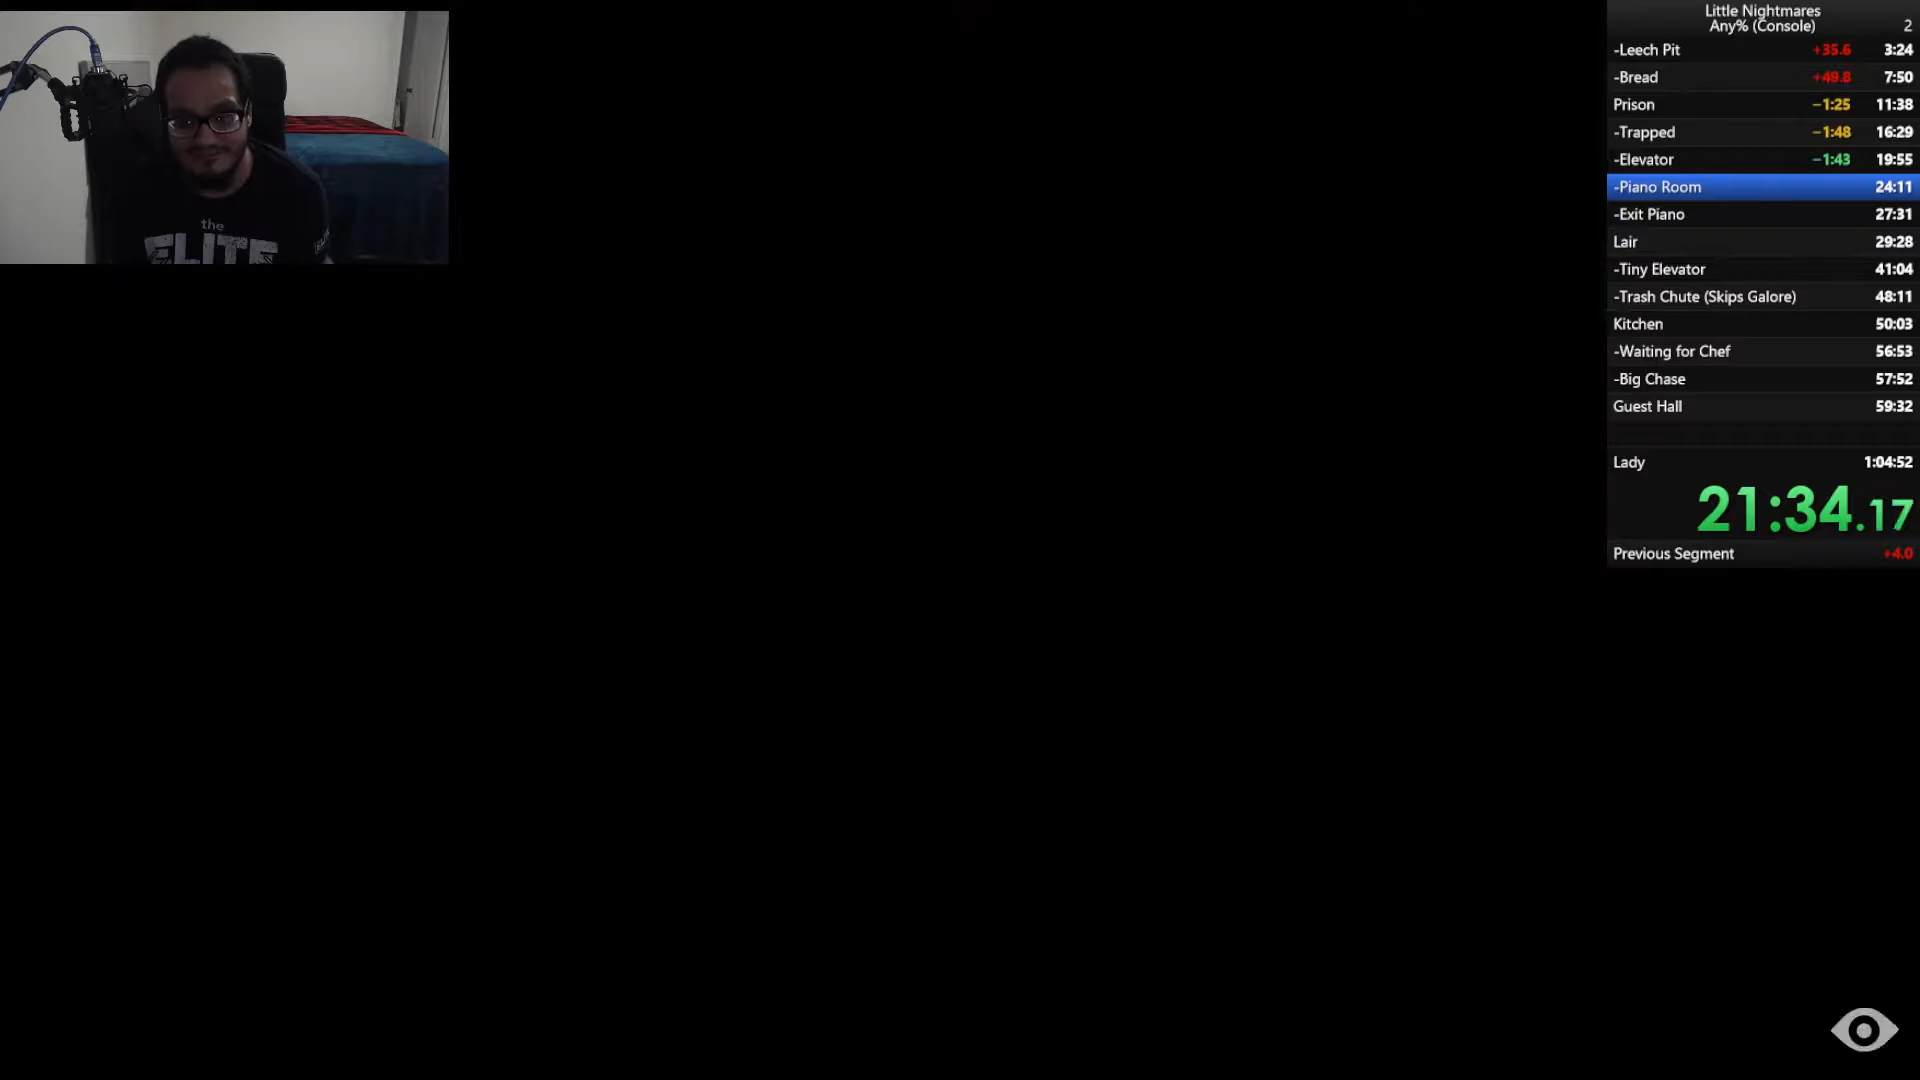 the
ELITE
Little Nightmares
Any% (Console) 2
-Leech Pit +35.6 3:24
-Bread +49.8 7:50
Prison −1:25 11:38
-Trapped −1:48 16:29
-Elevator −1:43 19:55
-Piano Room 24:11
-Exit Piano 27:31
Lair 29:28
-Tiny Elevator 41:04
-Trash Chute (Skips Galore) 48:11
Kitchen 50:03
-Waiting for Chef 56:53
-Big Chase 57:52
Guest Hall 59:32
Lady 1:04:52
21:34.17
Previous Segment +4.0